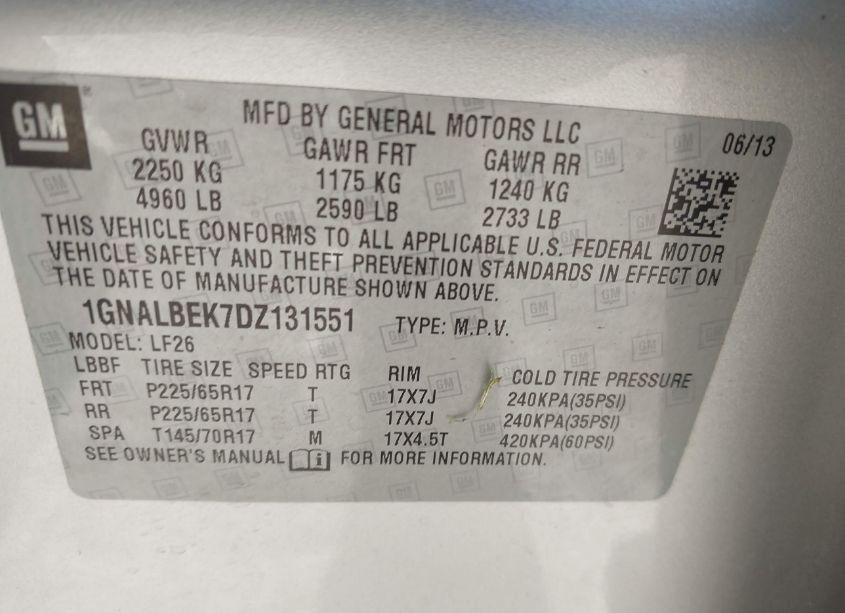 GM
MFD BY GENERAL MOTORS LLC
06/13
GVWR GAWR FRT GAWR RR
2250 KG 1175 KG 1240 KG
4960 LB 2590 LB 2733 LB
THIS VEHICLE CONFORMS TO ALL APPLICABLE U.S. FEDERAL MOTOR
VEHICLE SAFETY AND THEFT PREVENTION STANDARDS IN EFFECT ON
THE DATE OF MANUFACTURE SHOWN ABOVE.
1GNALBEK7DZ131551 TYPE: M.P.V.
MODEL: LF26
LBBF TIRE SIZE SPEED RTG RIM COLD TIRE PRESSURE
FRT P225/65R17 T 17X7J 240KPA(35PSI)
RR P225/65R17 T 17X7J 240KPA(35PSI)
SPA T145/70R17 M 17X4.5T 420KPA(60PSI)
SEE OWNER'S MANUAL FOR MORE INFORMATION.